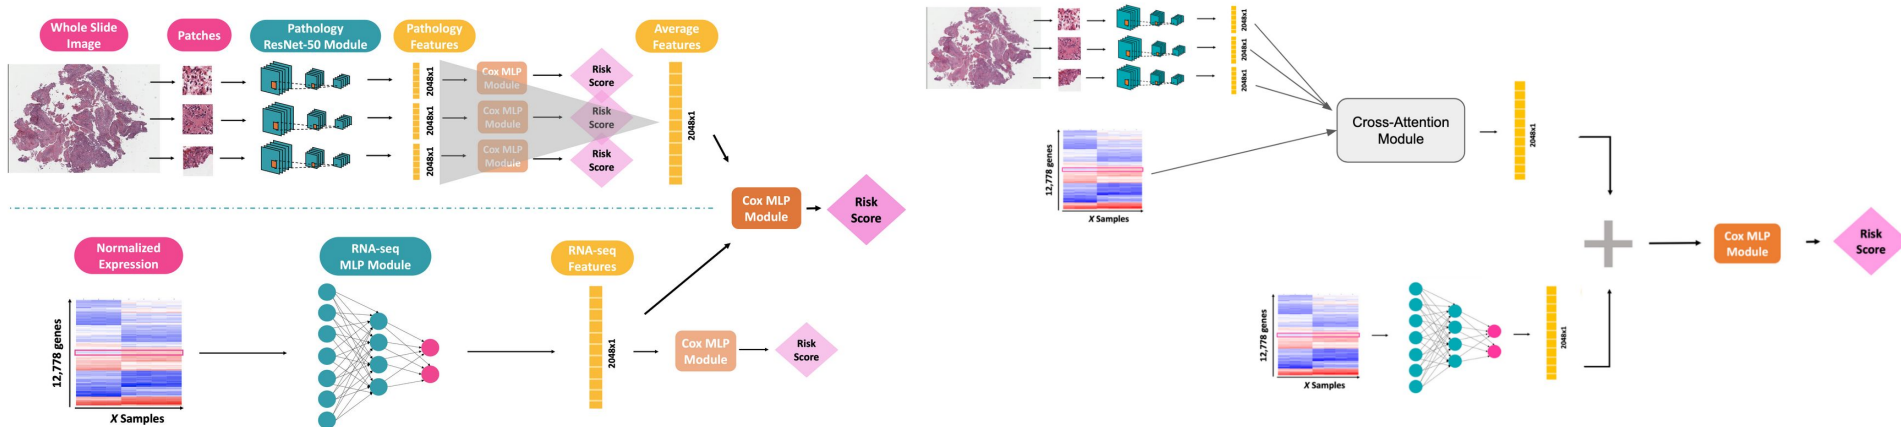 Whole Slide
Image
Patches
Pathology
ResNet-50 Module
Pathology
Features
Average
Features
2048x1
Cox MLP
Module
Risk
Score
2048x1
Cox MLP
Module
Risk
Score
2048x1
Cox MLP
Module
Risk
Score
2048x1
Cox MLP
Module
Risk
Score
Normalized
Expression
RNA-seq
MLP Module
RNA-seq
Features
12,778 genes
X Samples
2048x1
Cox MLP
Module
Risk
Score
2048x1
2048x1
2048x1
12,778 genes
X Samples
Cross-Attention
Module
2048x1
Cox MLP
Module
Risk
Score
12,778 genes
X Samples
2048x1